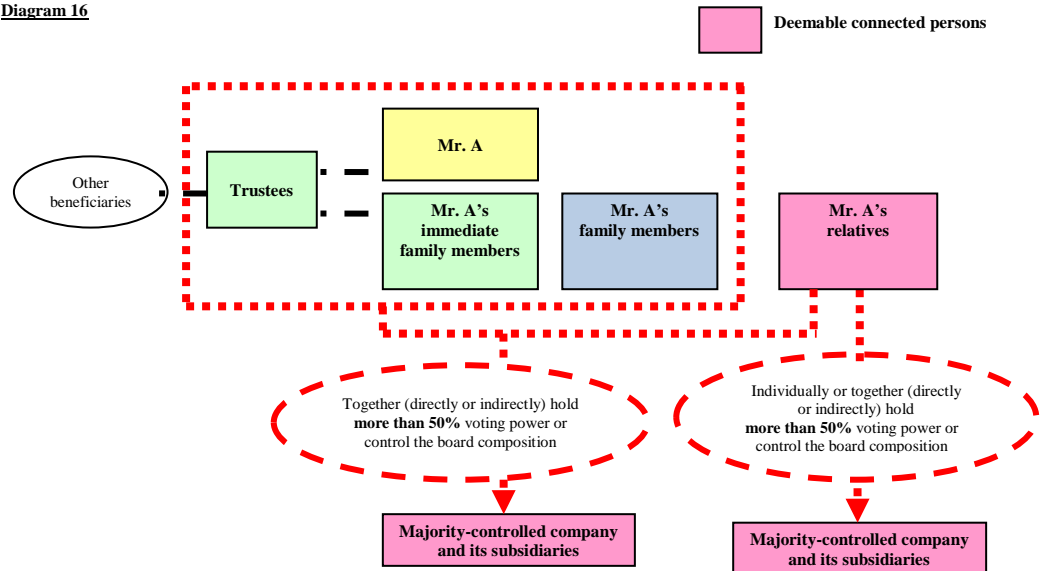 Diagram 16
Deemable connected persons
Other
beneficiaries
Trustees
Mr. A
Mr. A’s
immediate
family members
Mr. A’s
family members
Mr. A’s
relatives
Together (directly or indirectly) hold
more than 50% voting power or
control the board composition
Individually or together (directly
or indirectly) hold
more than 50% voting power or
control the board composition
Majority-controlled company
and its subsidiaries
Majority-controlled company
and its subsidiaries